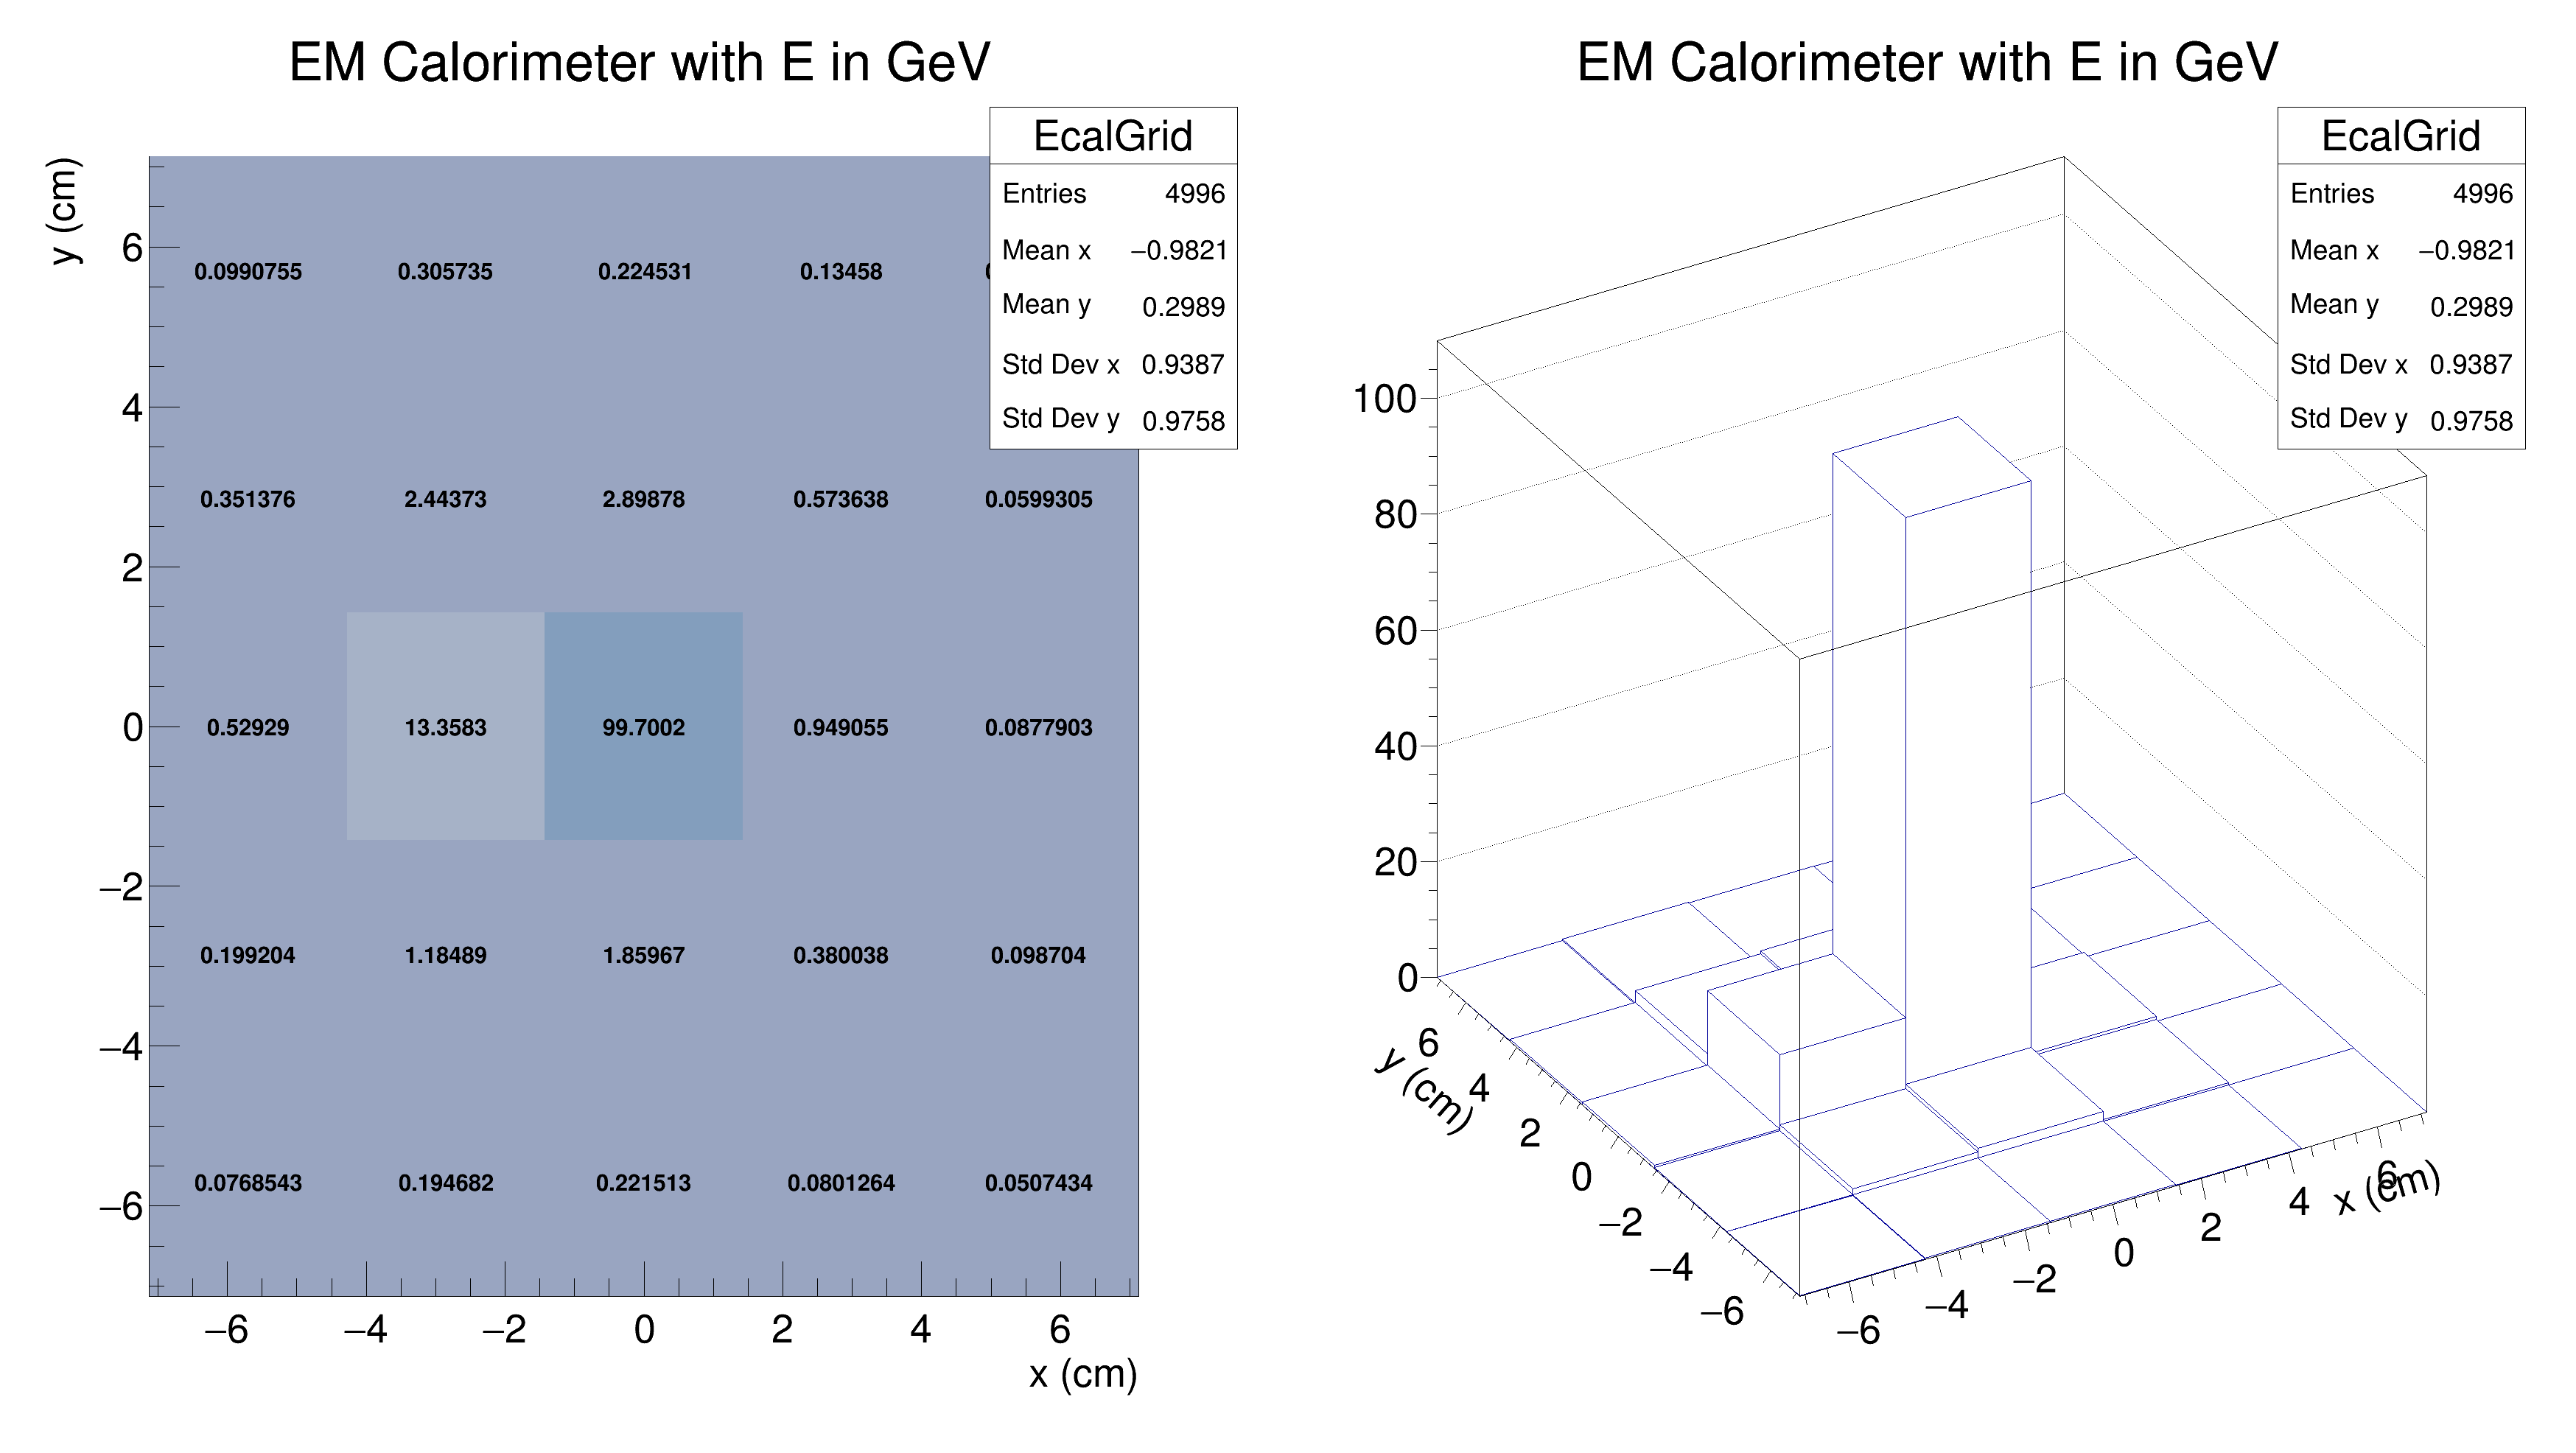 EM Calorimeter with E in GeV
EcalGrid
Entries 4996
Mean x −0.9821
Mean y 0.2989
Std Dev x 0.9387
Std Dev y 0.9758
y (cm)
6
4
2
0
−2
−4
−6
0.0990755 0.305735 0.224531 0.13458
0.351376 2.44373 2.89878 0.573638 0.0599305
0.52929 13.3583 99.7002 0.949055 0.0877903
0.199204 1.18489 1.85967 0.380038 0.098704
0.0768543 0.194682 0.221513 0.0801264 0.0507434
−6 −4 −2 0 2 4 6
x (cm)
EM Calorimeter with E in GeV
EcalGrid
Entries 4996
Mean x −0.9821
Mean y 0.2989
Std Dev x 0.9387
Std Dev y 0.9758
100
80
60
40
20
0
6
4
2
0
−2
−4
−6
y (cm)
−6
−4
−2
0
2
4
6
x (cm)